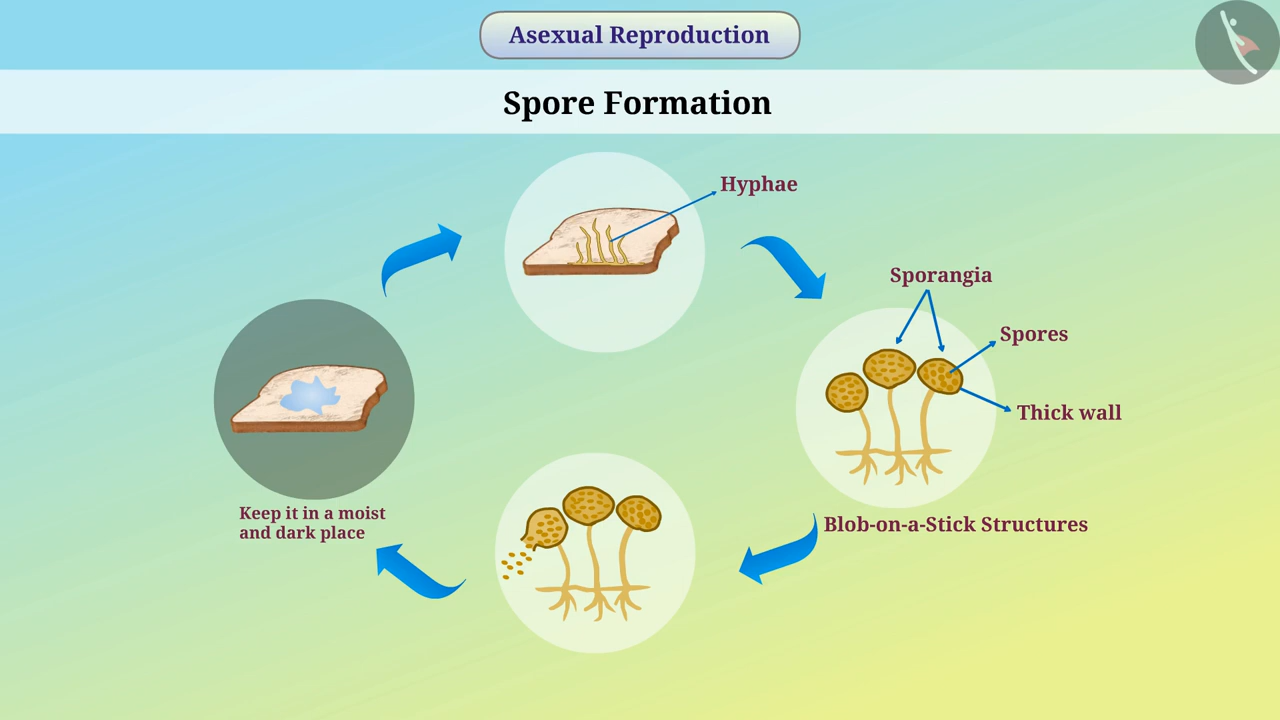 Asexual Reproduction
Spore Formation
Hyphae
Sporangia
Spores
Thick wall
Keep it in a moist
and dark place
Blob-on-a-Stick Structures